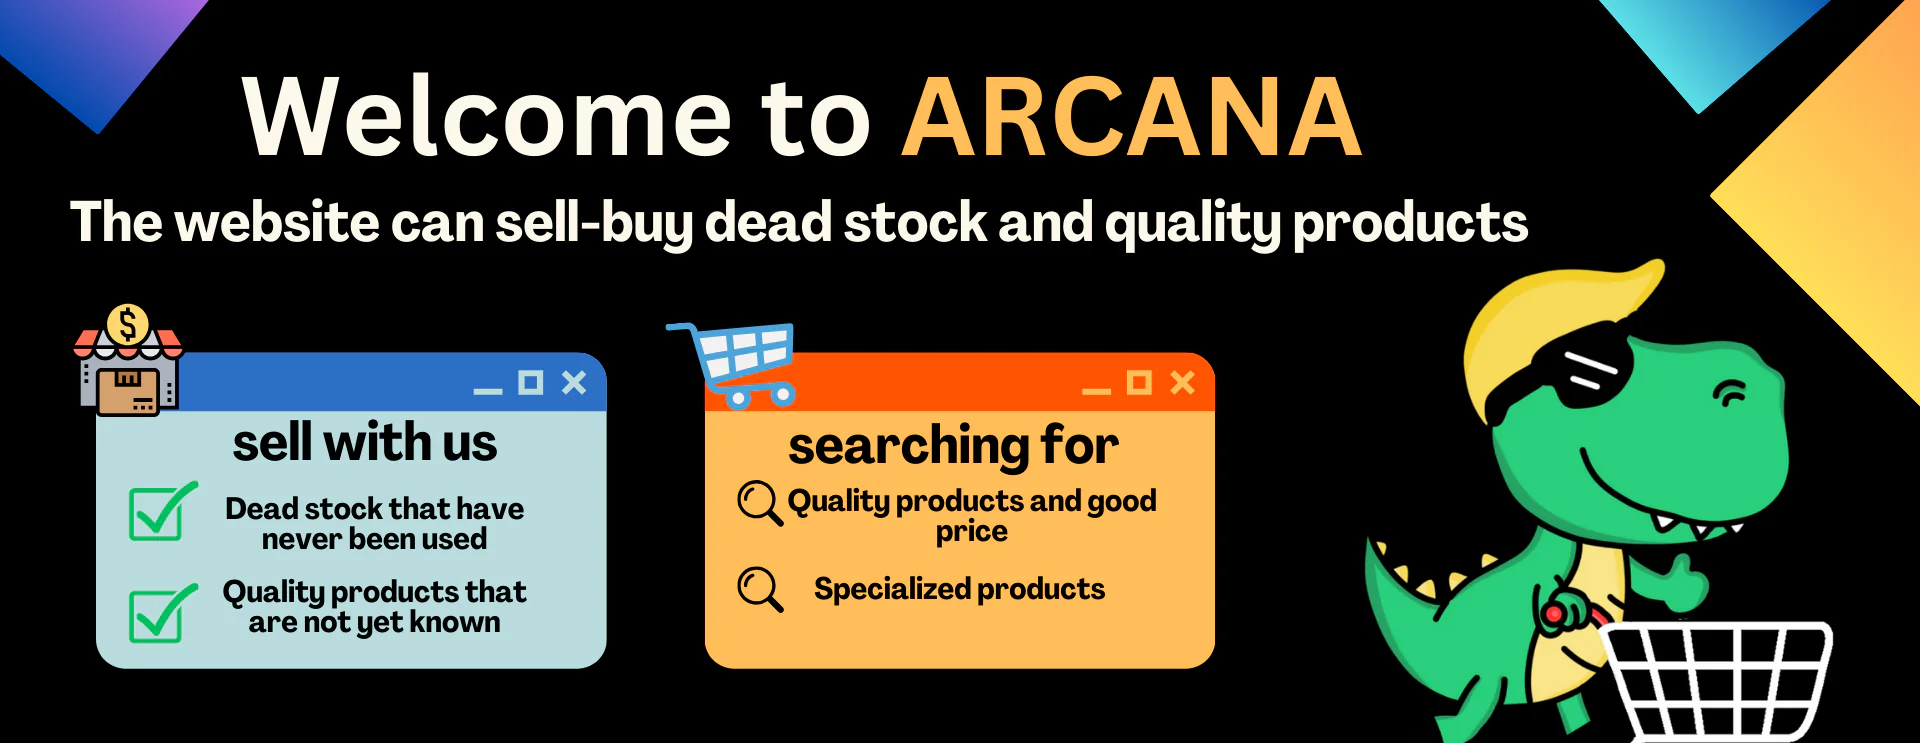 Welcome to ARCANA
The website can sell-buy dead stock and quality products
$
sell with us
Dead stock that have
never been used
Quality products that
are not yet known
searching for
Quality products and good
price
Specialized products